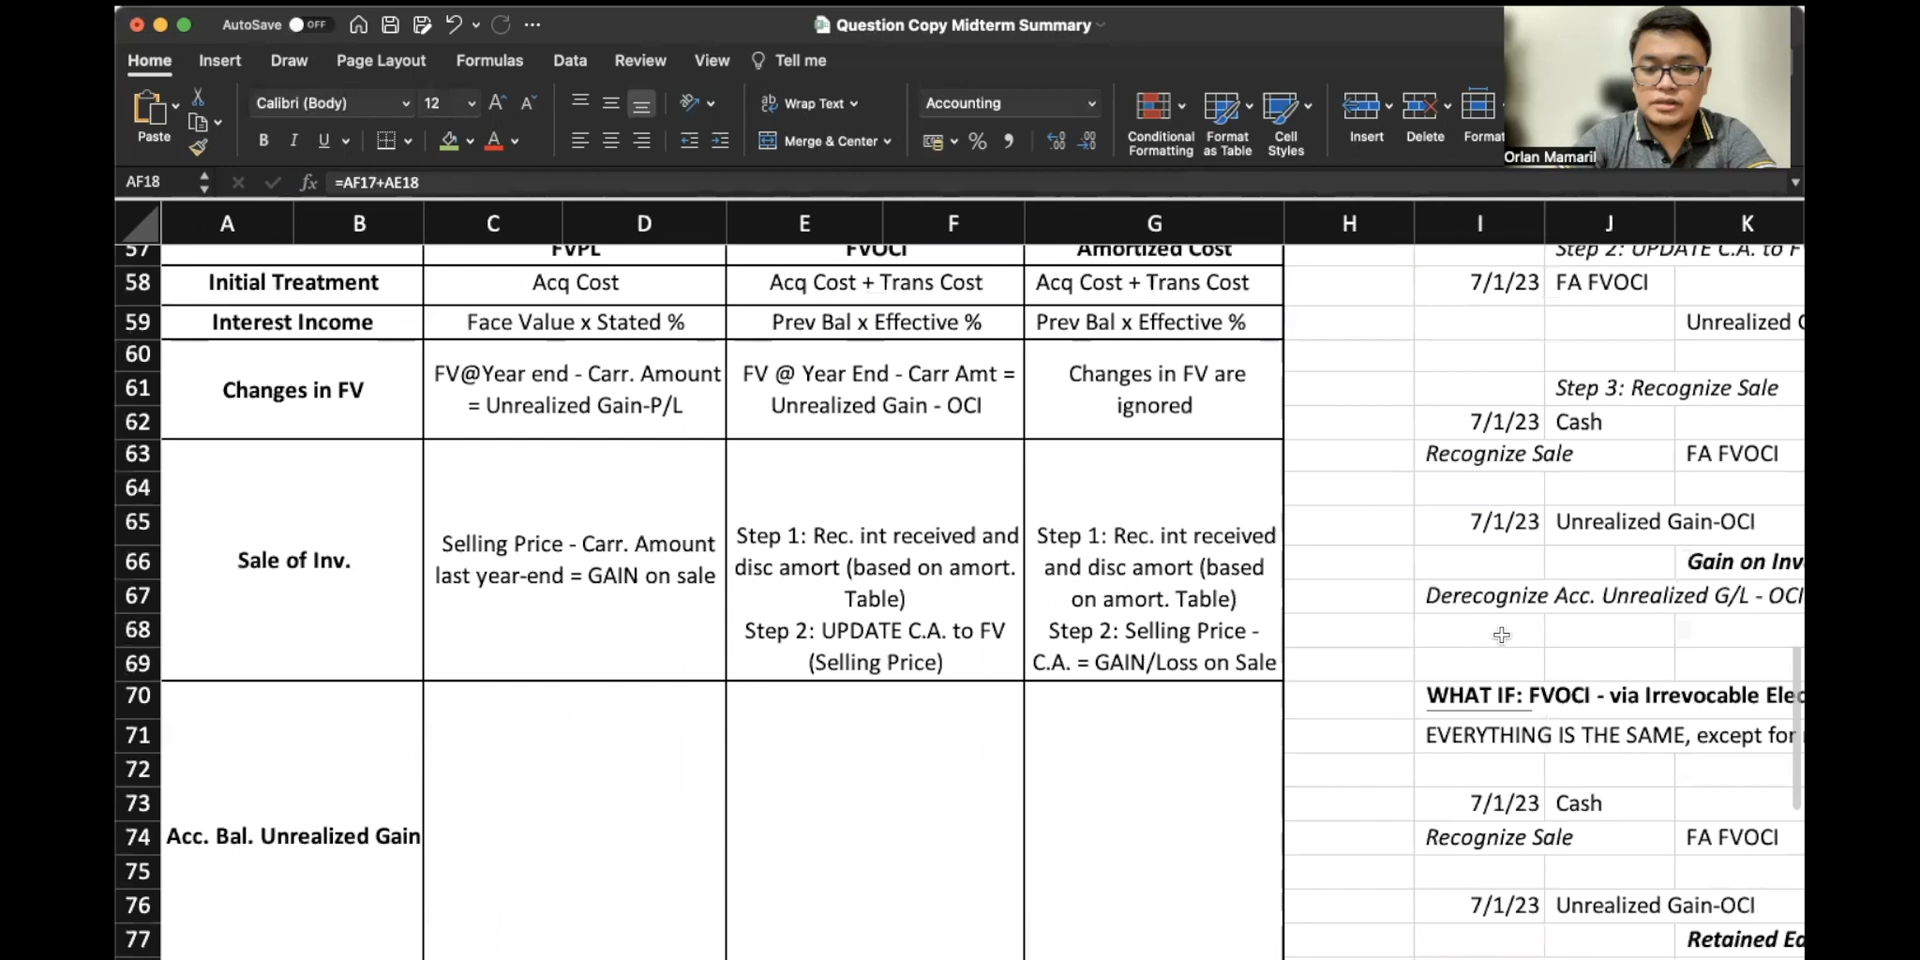 AutoSave OFF
Question Copy Midterm Summary
Home Insert Draw Page Layout Formulas Data Review View Tell me
Paste
Calibri (Body) 12
A A
B I U A
Wrap Text
Merge & Center
Accounting
% 9
Conditional Formatting
Format as Table
Cell Styles
Insert
Delete
Format
Orlan Mamaril
AF18 fx =AF17+AE18
A B C D E F G H I J K
57 FVPL FVOCI Amortized Cost Step 2: UPDATE C.A. to F
58 Initial Treatment Acq Cost Acq Cost + Trans Cost Acq Cost + Trans Cost 7/1/23 FA FVOCI
59 Interest Income Face Value x Stated % Prev Bal x Effective % Prev Bal x Effective % Unrealized
60
61 Changes in FV
FV@Year end - Carr. Amount
= Unrealized Gain-P/L
FV @ Year End - Carr Amt =
Unrealized Gain - OCI
Changes in FV are
ignored
Step 3: Recognize Sale
62 7/1/23 Cash
63 Recognize Sale FA FVOCI
64
65 7/1/23 Unrealized Gain-OCI
66 Sale of Inv.
Selling Price - Carr. Amount
last year-end = GAIN on sale
Step 1: Rec. int received and
disc amort (based on amort.
Table)
Step 2: UPDATE C.A. to FV
(Selling Price)
Step 1: Rec. int received
and disc amort (based
on amort. Table)
Step 2: Selling Price -
C.A. = GAIN/Loss on Sale
Gain on Inv
67 Derecognize Acc. Unrealized G/L - OCI
68
69
70 WHAT IF: FVOCI - via Irrevocable Elec
71 EVERYTHING IS THE SAME, except for
72
73 7/1/23 Cash
74 Acc. Bal. Unrealized Gain Recognize Sale FA FVOCI
75
76 7/1/23 Unrealized Gain-OCI
77 Retained Ea